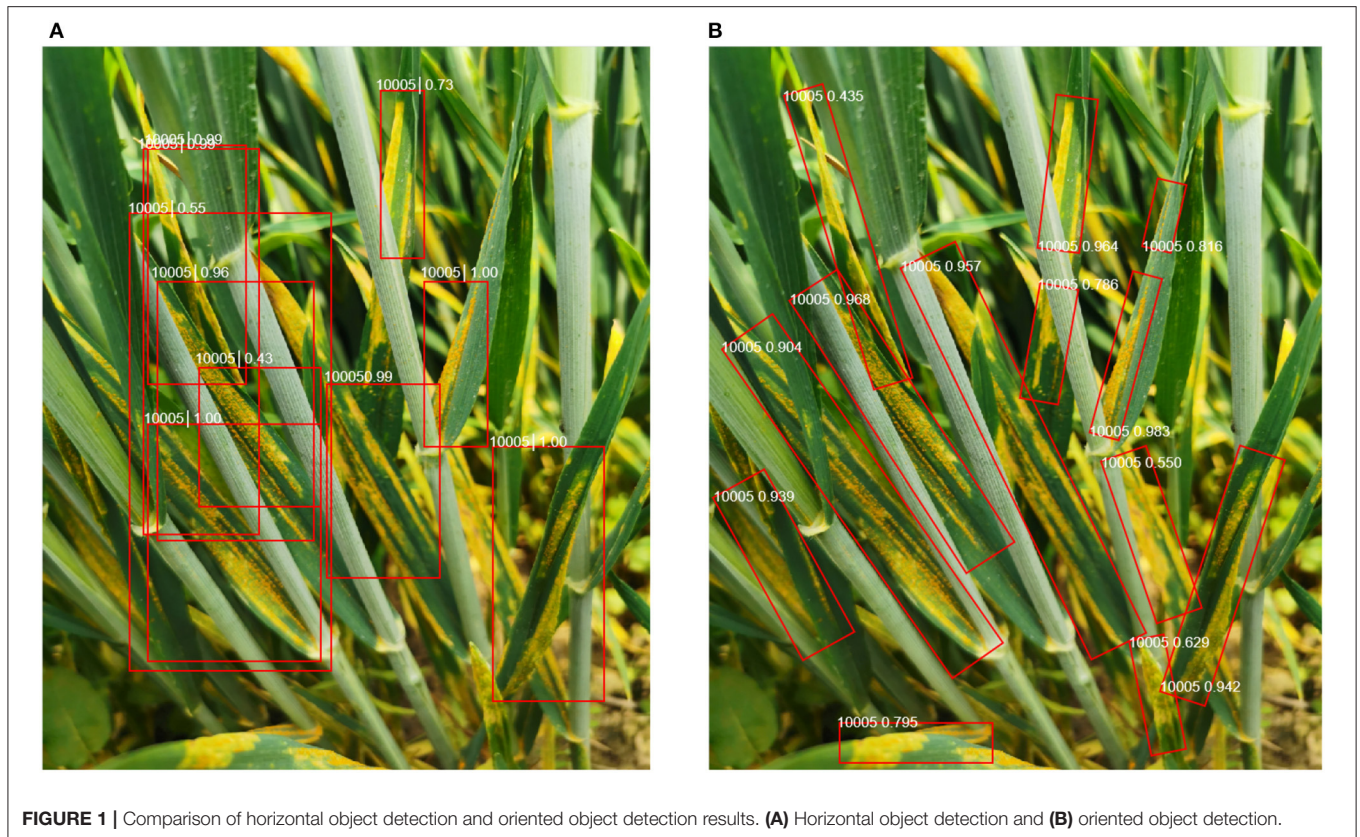 A
B
10005 | 0.73
10005 | 0.99
10005 | 0.99
10005 | 0.55
10005 | 0.96
10005 | 1.00
10005 | 0.43
10005 0.99
10005 | 1.00
10005 | 1.00
10005 0.435
10005 0.964
10005 0.816
10005 0.957
10005 0.786
10005 0.968
10005 0.904
10005 0.983
10005 0.550
10005 0.939
10005 0.629
10005 0.942
10005 0.795
FIGURE 1 | Comparison of horizontal object detection and oriented object detection results. (A) Horizontal object detection and (B) oriented object detection.